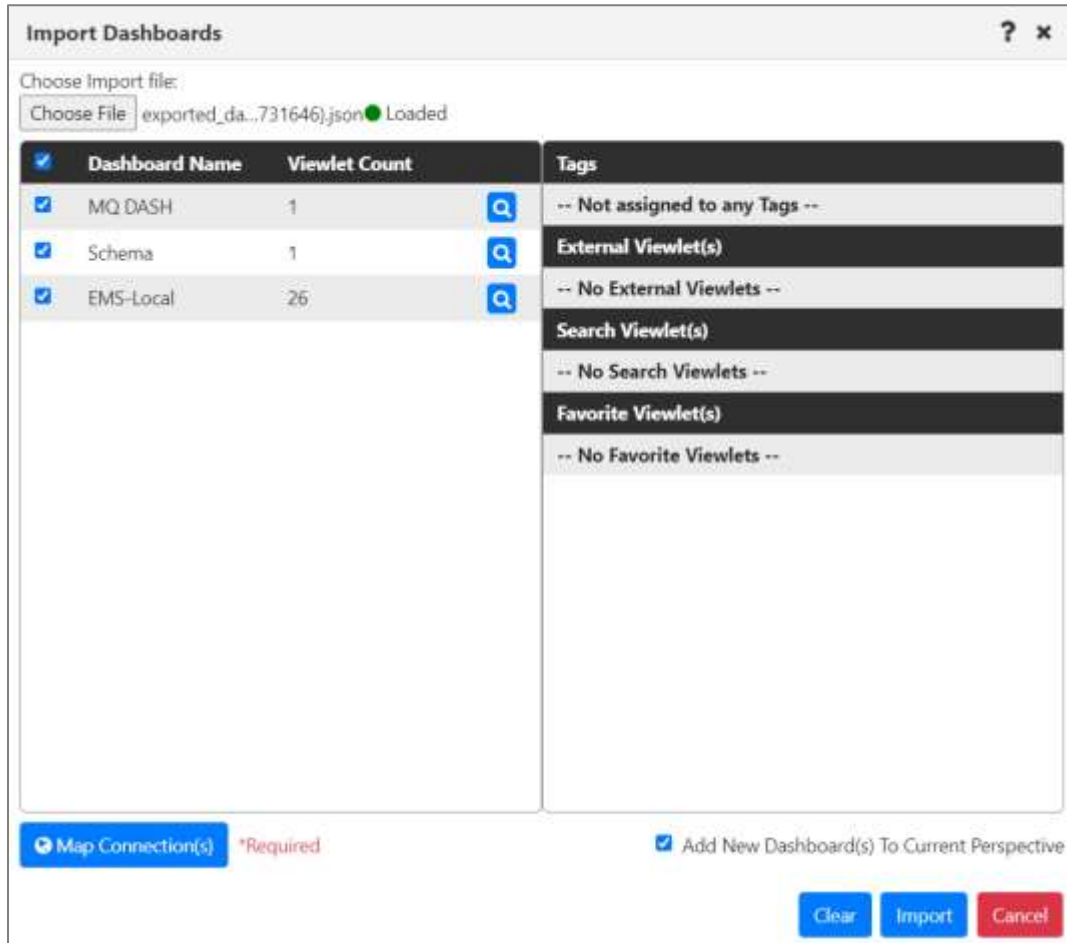 Import Dashboards ? ×
Choose Import file:
Choose File exported_da...731646).json Loaded
Dashboard Name Viewlet Count
MQ DASH 1
Schema 1
EMS-Local 26
Tags
-- Not assigned to any Tags --
External Viewlet(s)
-- No External Viewlets --
Search Viewlet(s)
-- No Search Viewlets --
Favorite Viewlet(s)
-- No Favorite Viewlets --
Map Connection(s) *Required
Add New Dashboard(s) To Current Perspective
Clear Import Cancel